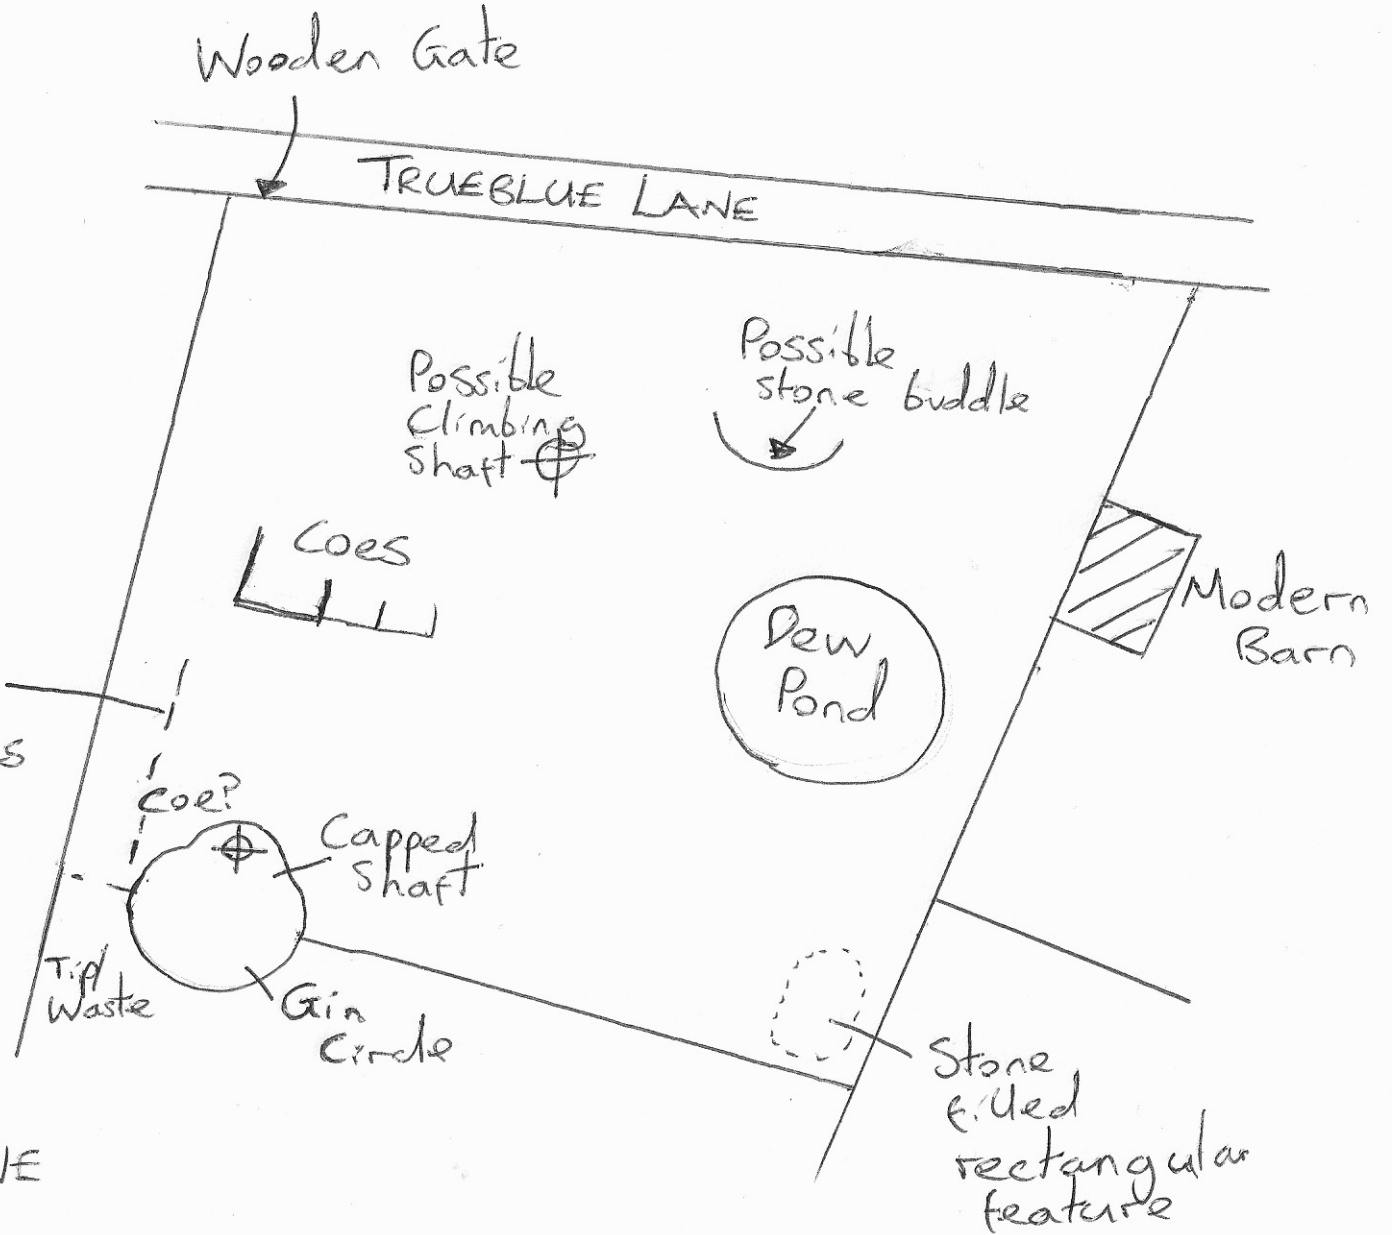 Wooden Gate
TRUEBLUE LANE
Possible
Climbing
Shaft
Possible
stone buddle
Coes
Modern
Barn
Dew
Pond
s
Coe?
Capped
Shaft
Tip/
Waste
Gin
Circle
Stone
filled
rectangular
feature
NE